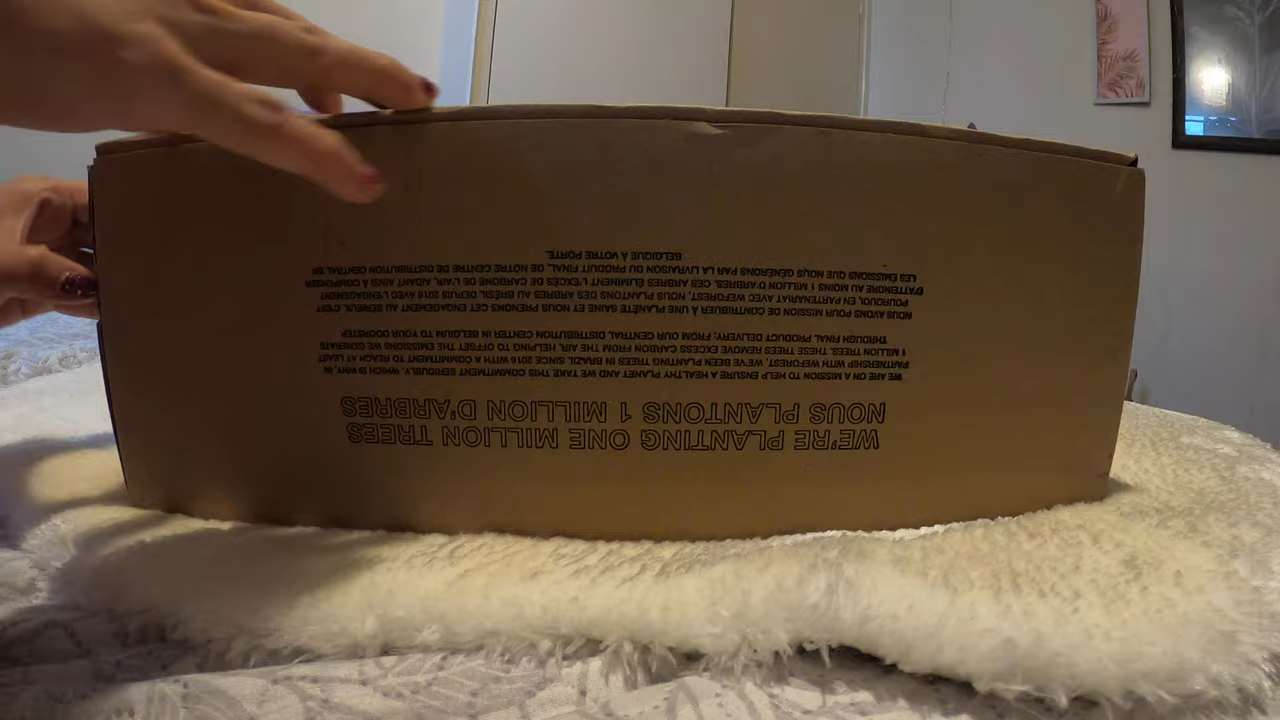 WE'RE PLANTING ONE MILLION TREES
NOUS PLANTONS 1 MILLION D'ARBRES
WE ARE ON A MISSION TO HELP ENSURE A HEALTHY PLANET AND WE TAKE THIS COMMITMENT SERIOUSLY. WHICH IS WHY, IN
PARTNERSHIP WITH WEFOREST, WE'VE BEEN PLANTING TREES IN BRAZIL SINCE 2016 WITH A COMMITMENT TO REACH AT LEAST
1 MILLION TREES. THESE TREES REMOVE EXCESS CARBON FROM THE AIR, HELPING TO OFFSET THE EMISSIONS WE GENERATE
THROUGH FINAL PRODUCT DELIVERY; FROM OUR CENTRAL DISTRIBUTION CENTER IN BELGIUM TO YOUR DOORSTEP.
NOUS AVONS POUR MISSION DE CONTRIBUER À UNE PLANÈTE SAINE ET NOUS PRENONS CET ENGAGEMENT AU SÉRIEUX. C'EST
POURQUOI, EN PARTENARIAT AVEC WEFOREST, NOUS PLANTONS DES ARBRES AU BRÉSIL DEPUIS 2016 AVEC L'ENGAGEMENT
D'ATTEINDRE AU MOINS 1 MILLION D'ARBRES. CES ARBRES ÉLIMINENT L'EXCÈS DE CARBONE DE L'AIR, AIDANT AINSI À COMPENSER
LES ÉMISSIONS QUE NOUS GÉNÉRONS PAR LA LIVRAISON DU PRODUIT FINAL, DE NOTRE CENTRE DE DISTRIBUTION CENTRAL EN
BELGIQUE À VOTRE PORTE.